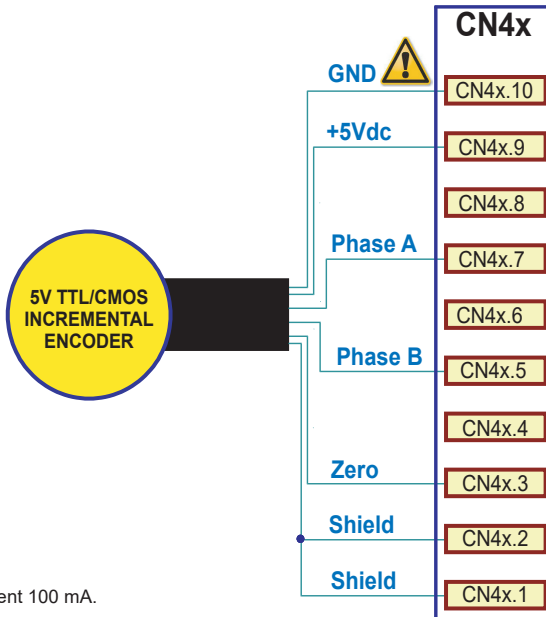 CN4x
GND
CN4x.10
+5Vdc
CN4x.9
CN4x.8
Phase A
CN4x.7
5V TTL/CMOS
INCREMENTAL
ENCODER
CN4x.6
Phase B
CN4x.5
CN4x.4
Zero
CN4x.3
Shield
CN4x.2
Shield
CN4x.1
100 mA.